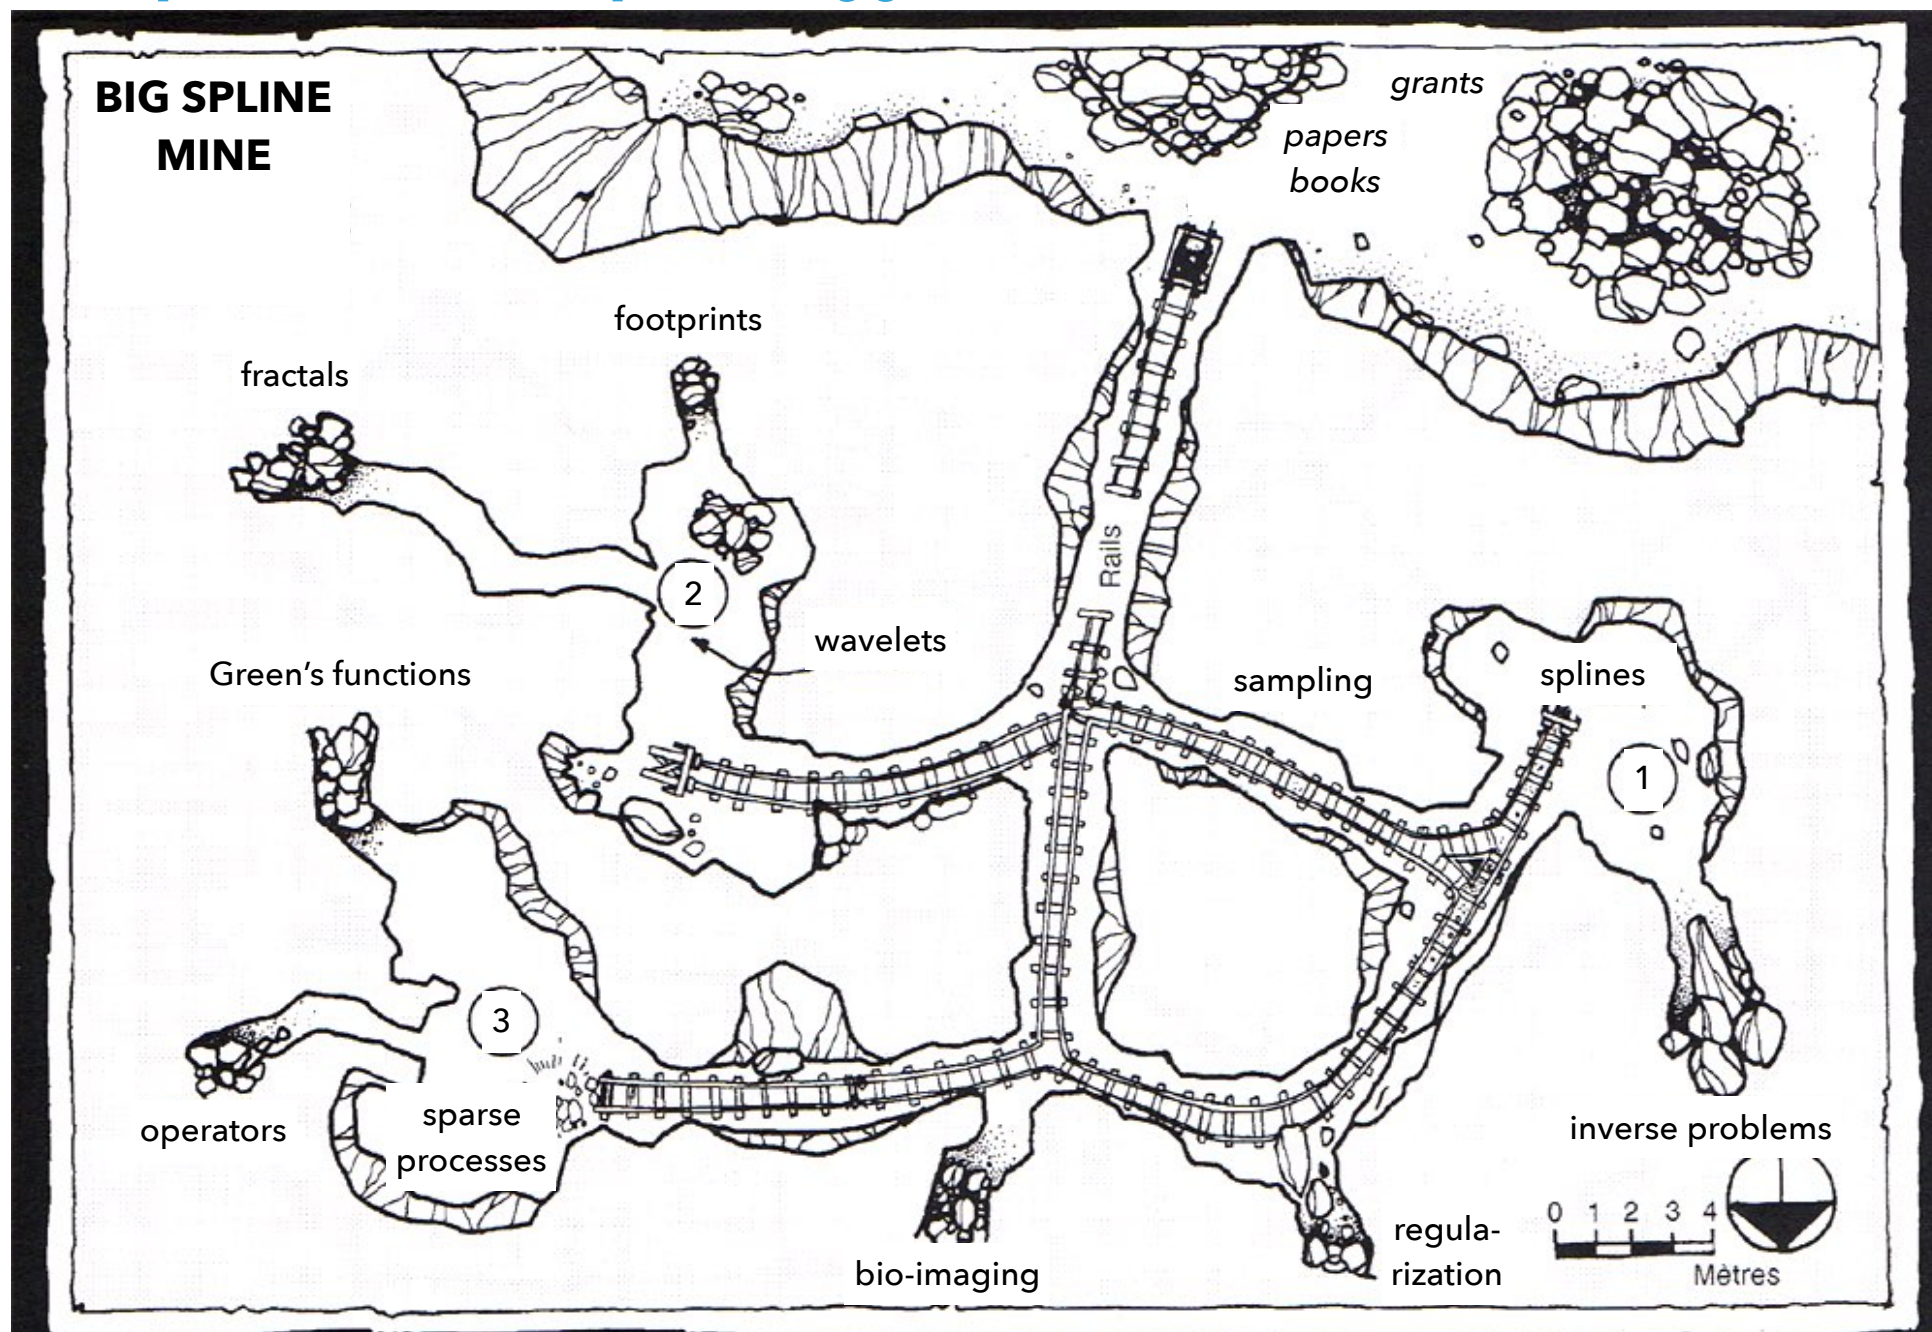 BIG SPLINE
MINE
grants
papers
books
footprints
fractals
Rails
2
wavelets
Green's functions
sampling
splines
1
3
operators
sparse
processes
inverse problems
bio-imaging
regula-
rization
0 1 2 3 4
Mètres